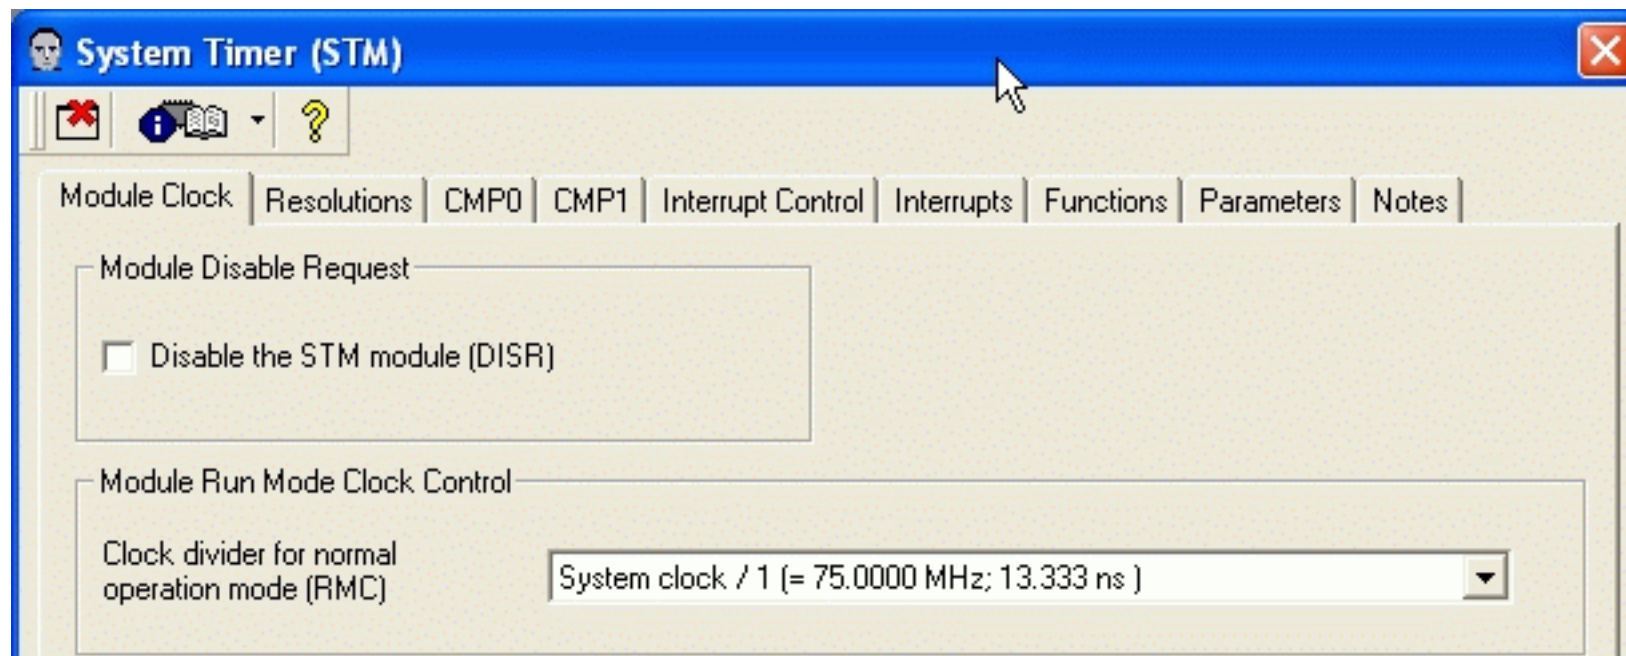 System Timer (STM)
Module Clock Resolutions CMP0 CMP1 Interrupt Control Interrupts Functions Parameters Notes
Module Disable Request
Disable the STM module (DISR)
Module Run Mode Clock Control
Clock divider for normal
operation mode (RMC)
System clock / 1 (= 75.0000 MHz; 13.333 ns )